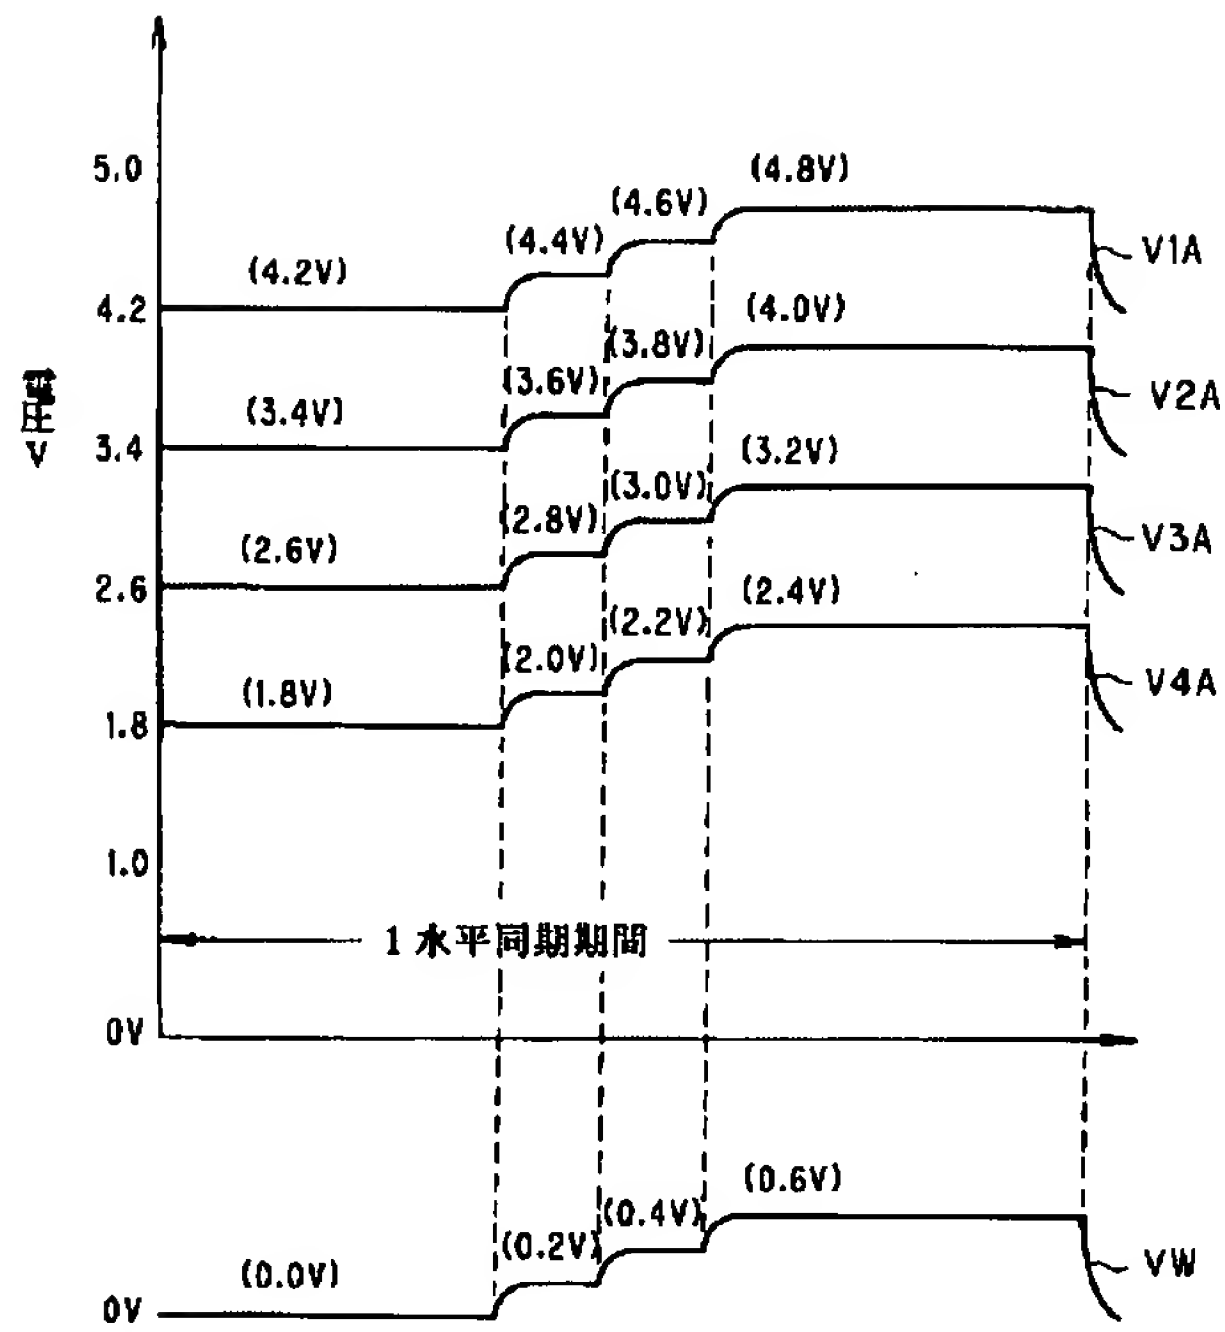 5.0
(4.8V)
(4.6V)
(4.4V)
V1A
(4.2V)
4.2
(4.0V)
(3.8V)
(3.6V)
V2A
(3.4V)
3.4
電圧V
(3.2V)
(3.0V)
(2.8V)
V3A
(2.6V)
2.6
(2.4V)
(2.2V)
(2.0V)
V4A
(1.8V)
1.8
1.0
1水平同期期間
0V
(0.6V)
(0.4V)
(0.2V)
VW
(0.0V)
0V